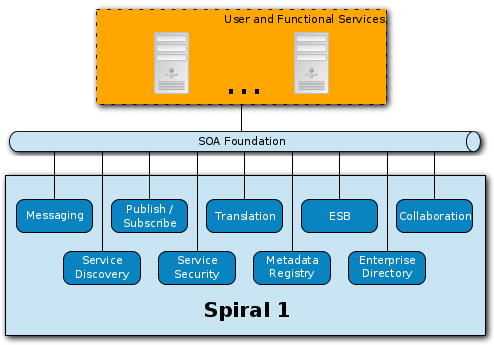 User and Functional Services
...
SOA Foundation
Messaging
Publish /
Subscribe
Translation
ESB
Collaboration
Service
Discovery
Service
Security
Metadata
Registry
Enterprise
Directory
Spiral 1